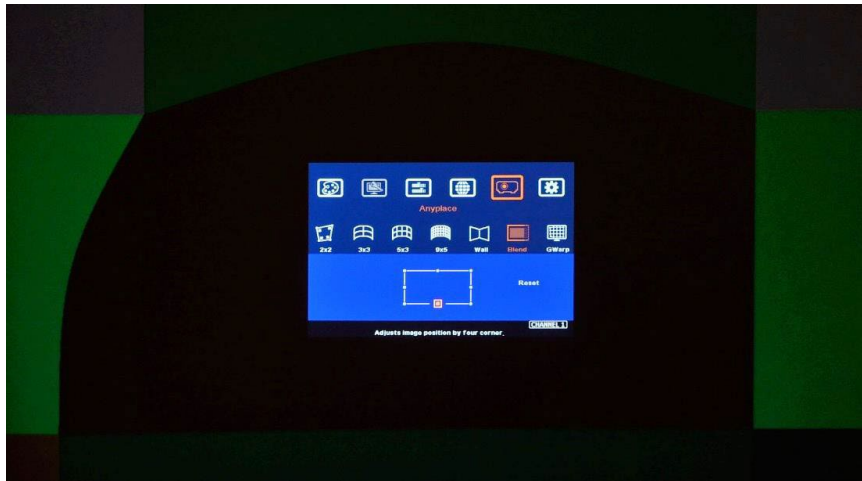 Anyplace
2x2 3x3 5x3 9x5 Wall Blend GWarp
Reset
CHANNEL 1
Adjusts image position by four corner.